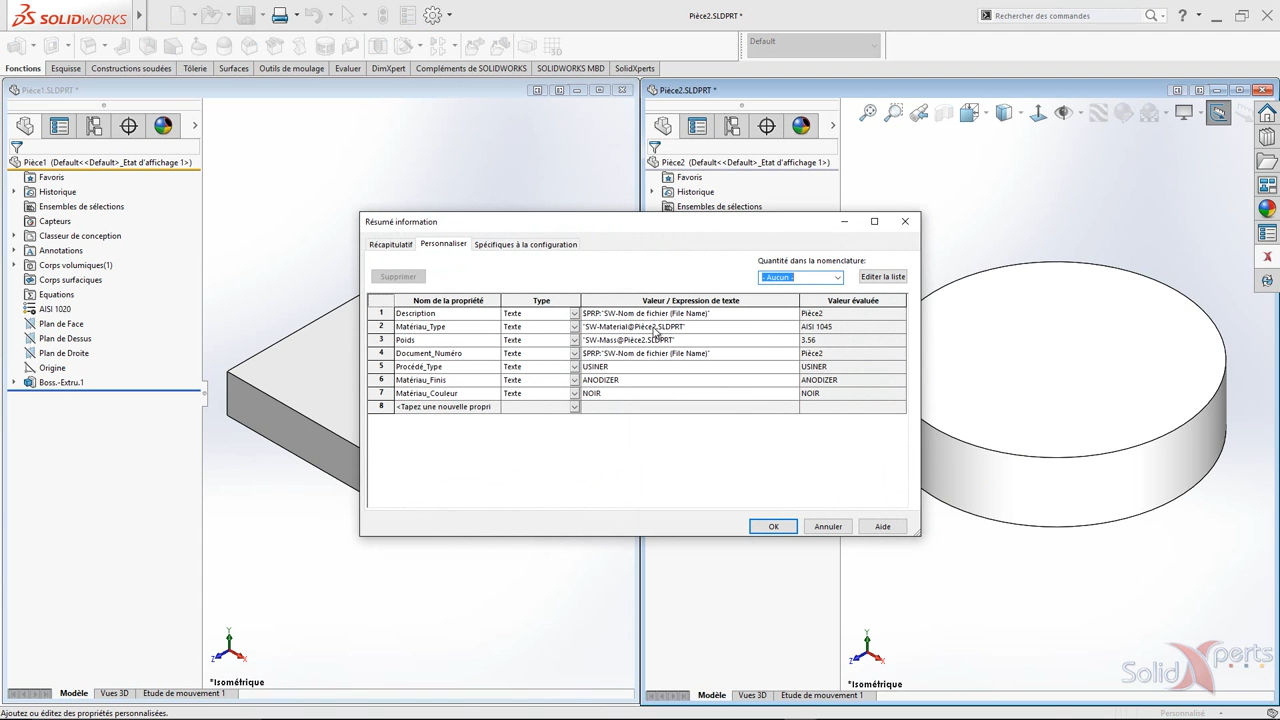 SOLIDWORKS
Pièce2.SLDPRT *
Rechercher des commandes
Default
Fonctions
Esquisse
Constructions soudées
Tôlerie
Surfaces
Outils de moulage
Evaluer
DimXpert
Compléments de SOLIDWORKS
SOLIDWORKS MBD
SolidXperts
Pièce1.SLDPRT *
Pièce2.SLDPRT *
Pièce1 (Default<<Default>_Etat d'affichage 1>)
Favoris
Historique
Ensembles de sélections
Capteurs
Classeur de conception
Annotations
Corps volumiques(1)
Corps surfaciques
Equations
AISI 1020
Plan de Face
Plan de Dessus
Plan de Droite
Origine
Boss.-Extru.1
Pièce2 (Default<<Default>_Etat d'affichage 1>)
Favoris
Historique
Ensembles de sélections
Résumé information
Récapitulatif
Personnaliser
Spécifiques à la configuration
Quantité dans la nomenclature:
Supprimer
- Aucun -
Editer la liste
Nom de la propriété Type Valeur / Expression de texte Valeur évaluée
1 Description Texte $PRP:"SW-Nom de fichier (File Name)" Pièce2
2 Matériau_Type Texte "SW-Material@Pièce2.SLDPRT" AISI 1045
3 Poids Texte "SW-Mass@Pièce2.SLDPRT" 3.56
4 Document_Numéro Texte $PRP:"SW-Nom de fichier (File Name)" Pièce2
5 Procédé_Type Texte USINER USINER
6 Matériau_Finis Texte ANODIZER ANODIZER
7 Matériau_Couleur Texte NOIR NOIR
8 <Tapez une nouvelle propri
OK
Annuler
Aide
Y
X
Z
*Isométrique
Y
X
Z
*Isométrique
SolidXperts
Modèle
Vues 3D
Etude de mouvement 1
Modèle
Vues 3D
Etude de mouvement 1
Ajoutez ou éditez des propriétés personnalisées.
Personnalisé